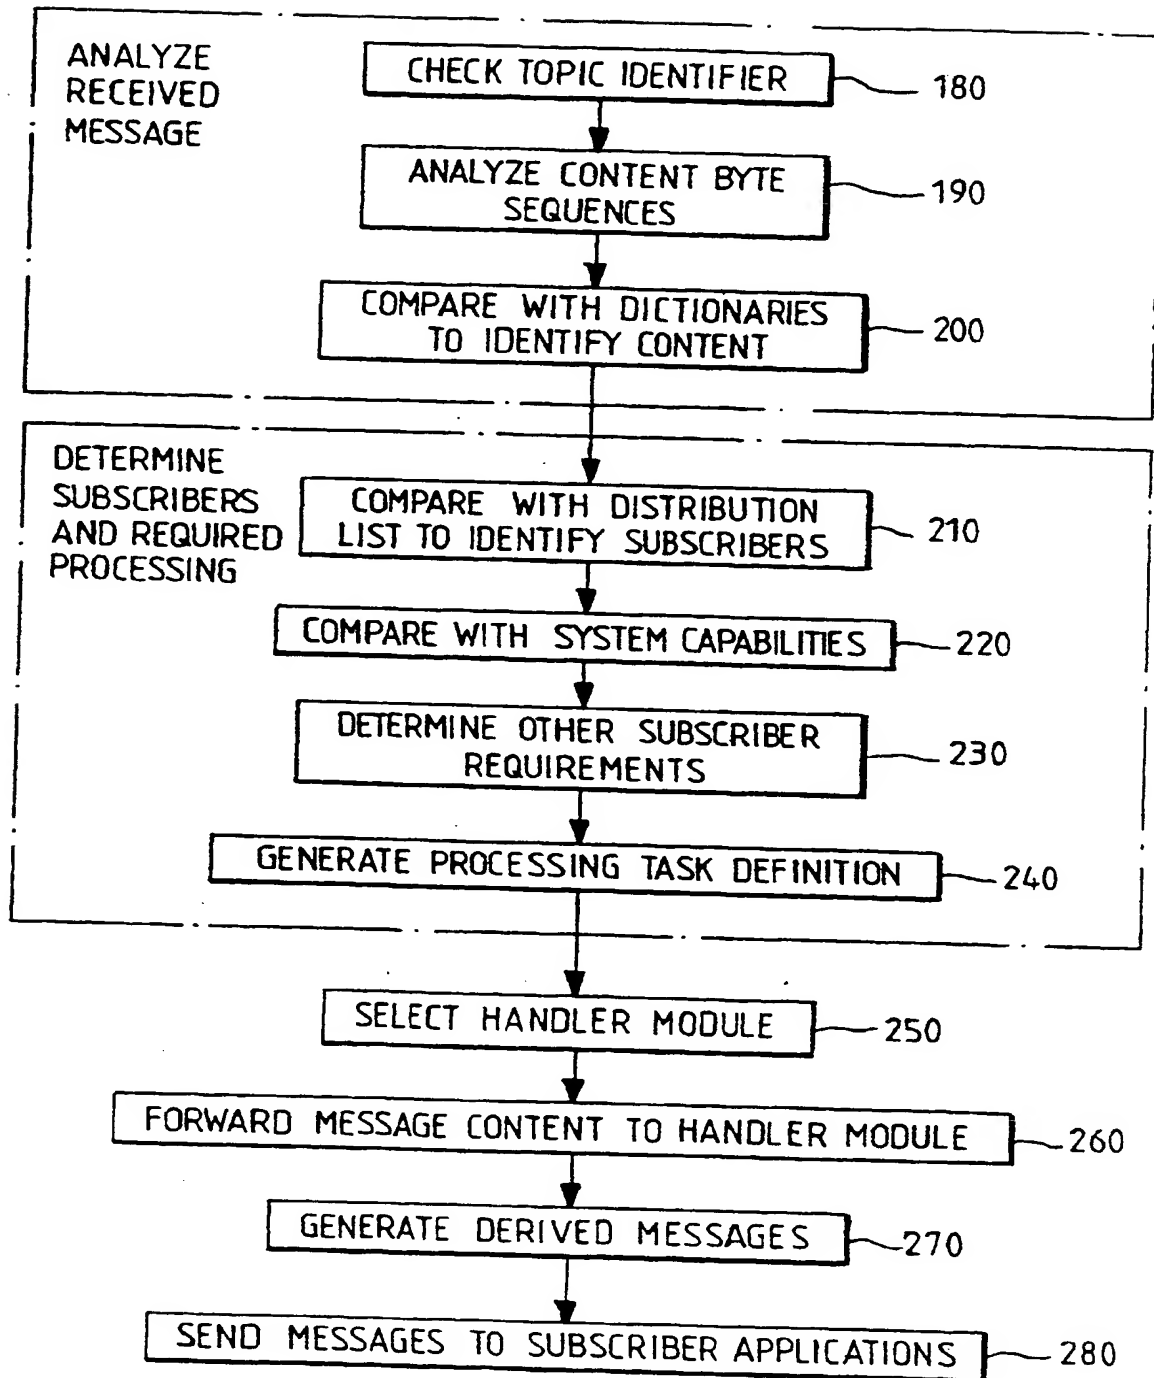 ANALYZE
RECEIVED
MESSAGE
CHECK TOPIC IDENTIFIER
180
ANALYZE CONTENT BYTE
SEQUENCES
190
COMPARE WITH DICTIONARIES
TO IDENTIFY CONTENT
200
DETERMINE
SUBSCRIBERS
AND REQUIRED
PROCESSING
COMPARE WITH DISTRIBUTION
LIST TO IDENTIFY SUBSCRIBERS
210
COMPARE WITH SYSTEM CAPABILITIES
220
DETERMINE OTHER SUBSCRIBER
REQUIREMENTS
230
GENERATE PROCESSING TASK DEFINITION
240
SELECT HANDLER MODULE
250
FORWARD MESSAGE CONTENT TO HANDLER MODULE
260
GENERATE DERIVED MESSAGES
270
SEND MESSAGES TO SUBSCRIBER APPLICATIONS
280